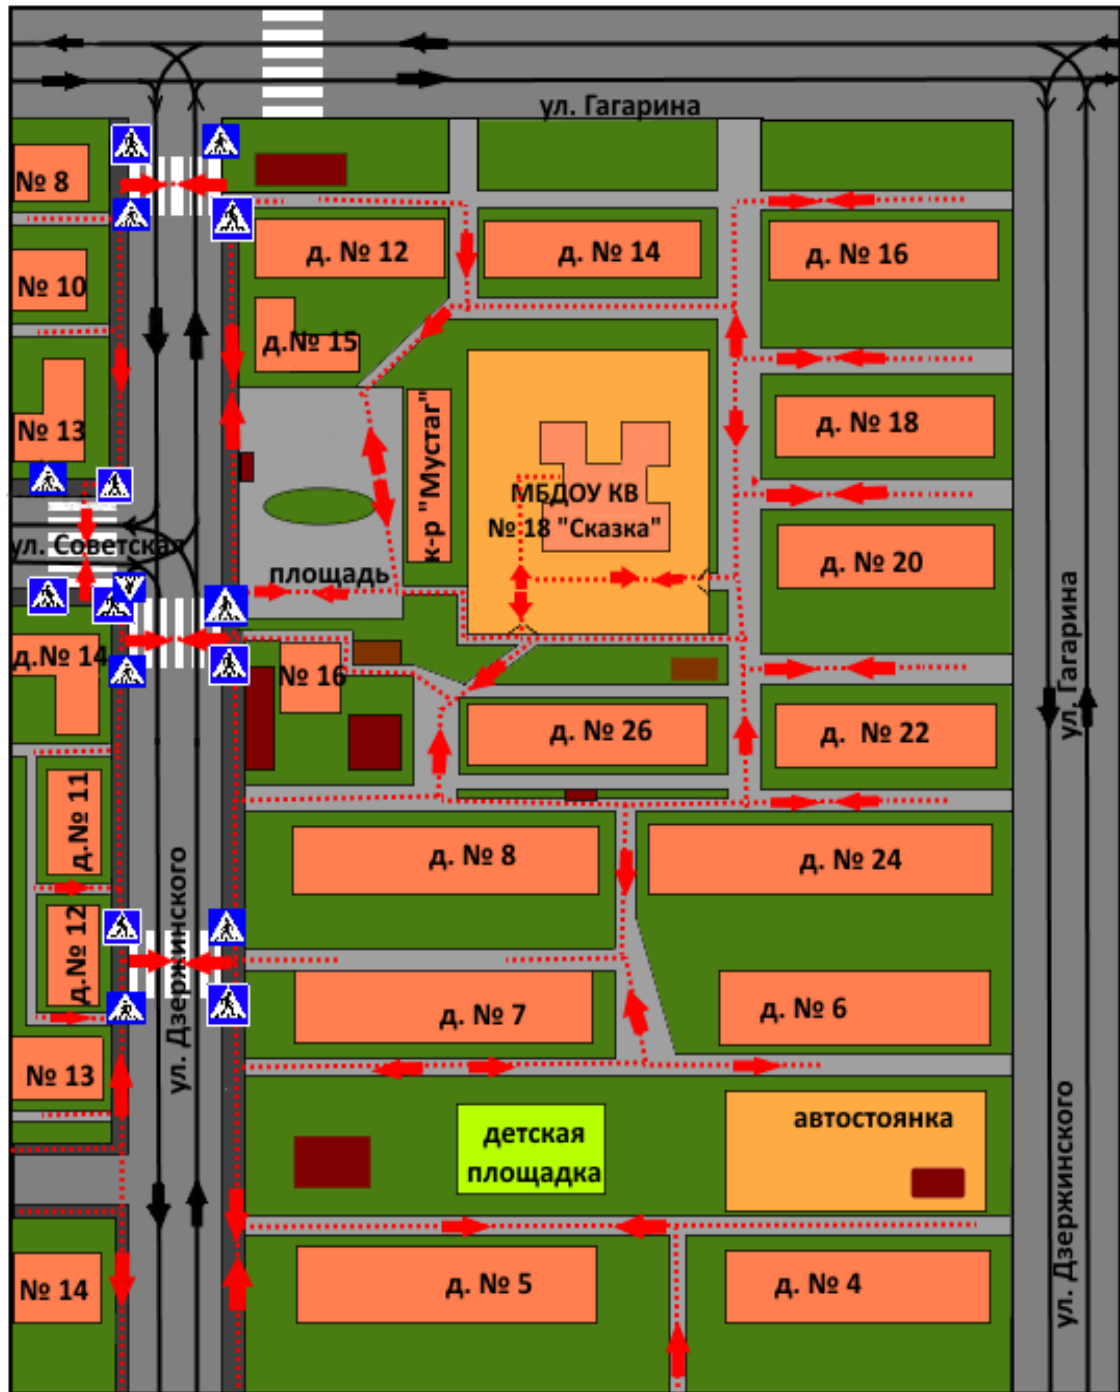 ул. Гагарина
№ 8
д. № 12
д. № 14
д. № 16
№ 10
д.№ 15
№ 13
к-р "Мустаг"
д. № 18
МБДОУ КВ
№ 18 "Сказка"
ул. Советская
площадь
д. № 20
ул. Гагарина
д.№ 14
№ 16
д. № 26
д. № 22
д.№ 11
д. № 8
д. № 24
ул. Дзержинского
д.№ 12
д. № 7
д. № 6
№ 13
детская
площадка
автостоянка
ул. Дзержинского
№ 14
д. № 5
д. № 4